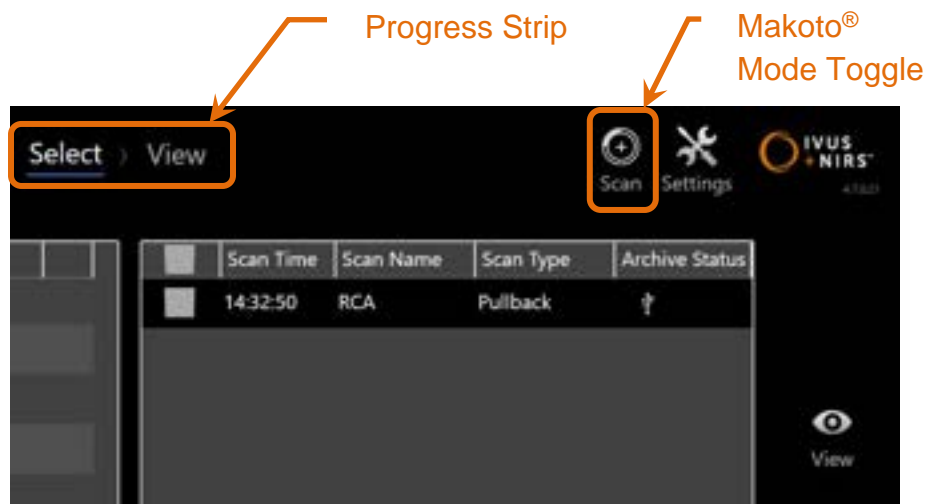 Progress Strip
Makoto®
Mode Toggle
Select
View
Scan
Settings
IVUS
+NIRS™
Scan Time
Scan Name
Scan Type
Archive Status
14:32:50
RCA
Pullback
View